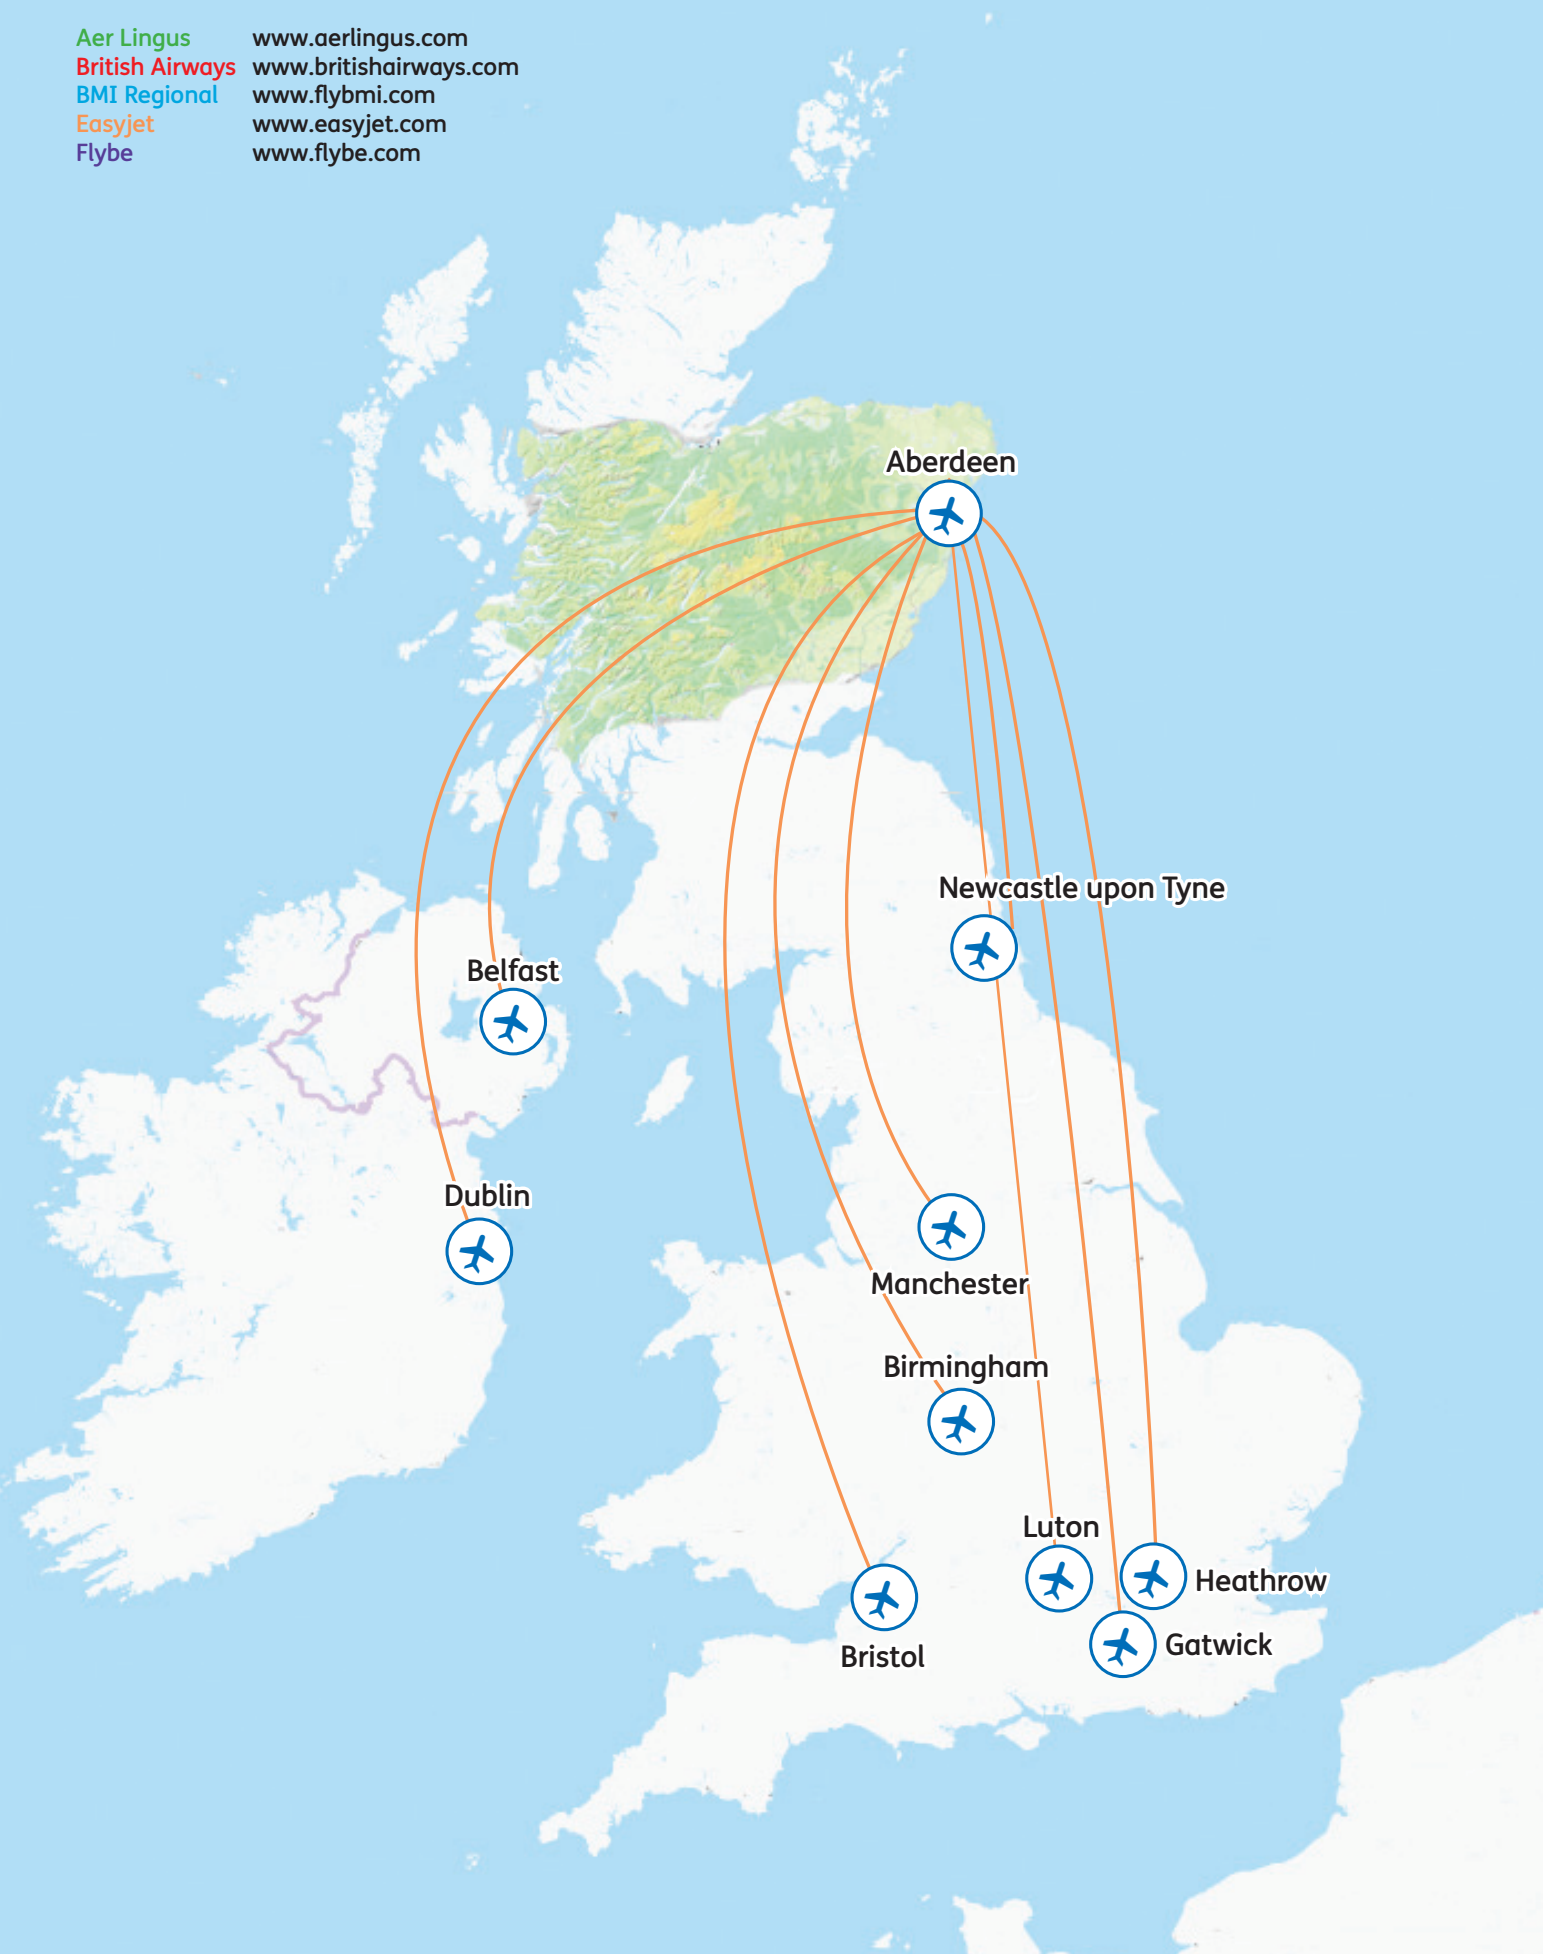 Aer Lingus www.aerlingus.com
British Airways www.britishairways.com
BMI Regional www.flybmi.com
Easyjet www.easyjet.com
Flybe www.flybe.com
Aberdeen
Newcastle upon Tyne
Belfast
Dublin
Manchester
Birmingham
Luton
Heathrow
Gatwick
Bristol